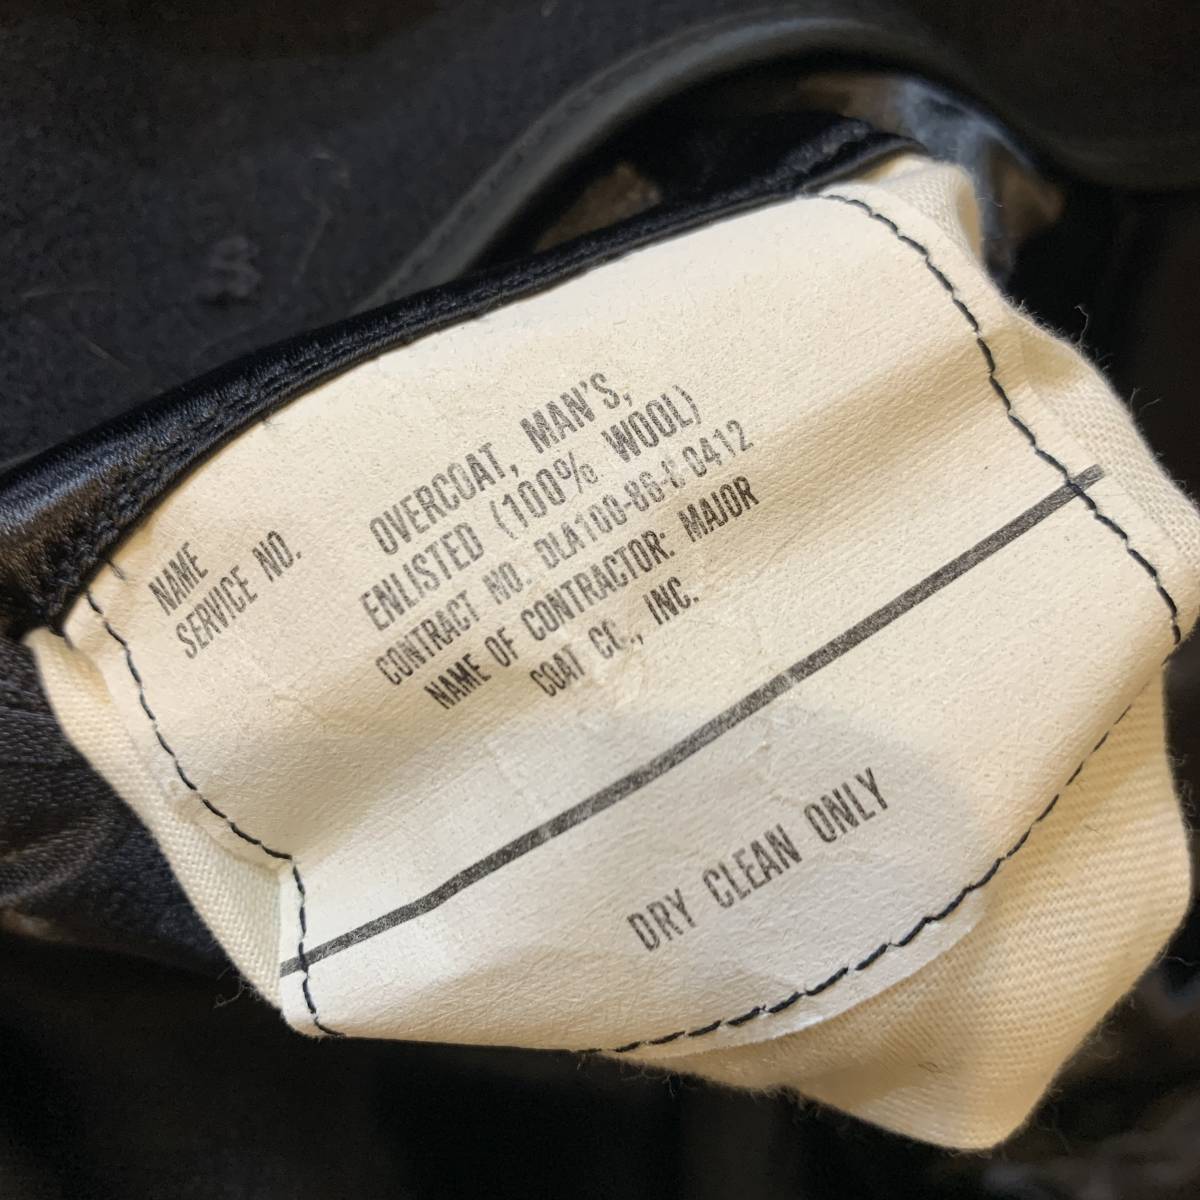 NAME
SERVICE NO.
OVERCOAT, MAN'S,
ENLISTED (100% WOOL)
CONTRACT NO. DLA100-86-C-0412
NAME OF CONTRACTOR: MAJOR
COAT CO., INC.
DRY CLEAN ONLY